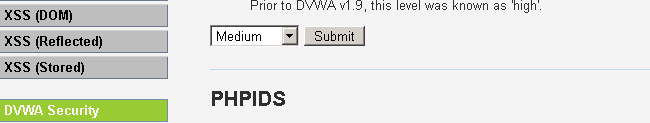 Prior to DVWA v1.9, this level was known as 'high'.
XSS (DOM)
XSS (Reflected)
XSS (Stored)
DVWA Security
Medium
Submit
PHPIDS